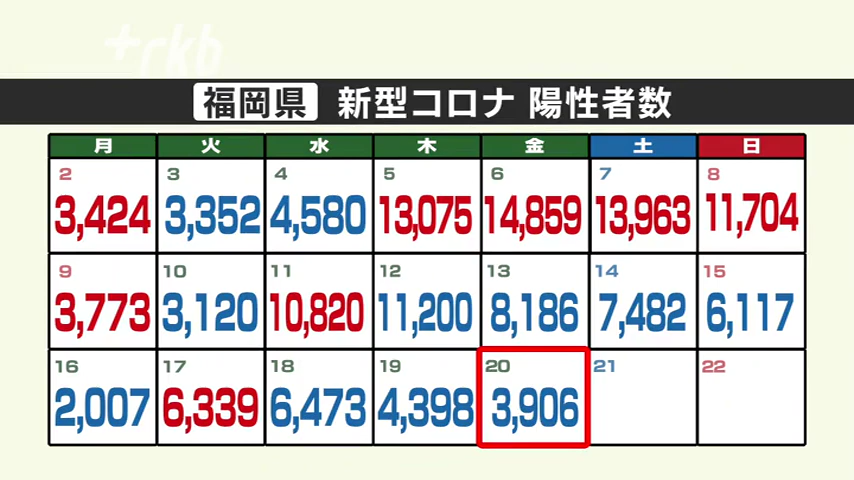 +rkb
福岡県 新型コロナ 陽性者数
月 火 水 木 金 土 日
2 3 4 5 6 7 8
3,424 3,352 4,580 13,075 14,859 13,963 11,704
9 10 11 12 13 14 15
3,773 3,120 10,820 11,200 8,186 7,482 6,117
16 17 18 19 20 21 22
2,007 6,339 6,473 4,398 3,906